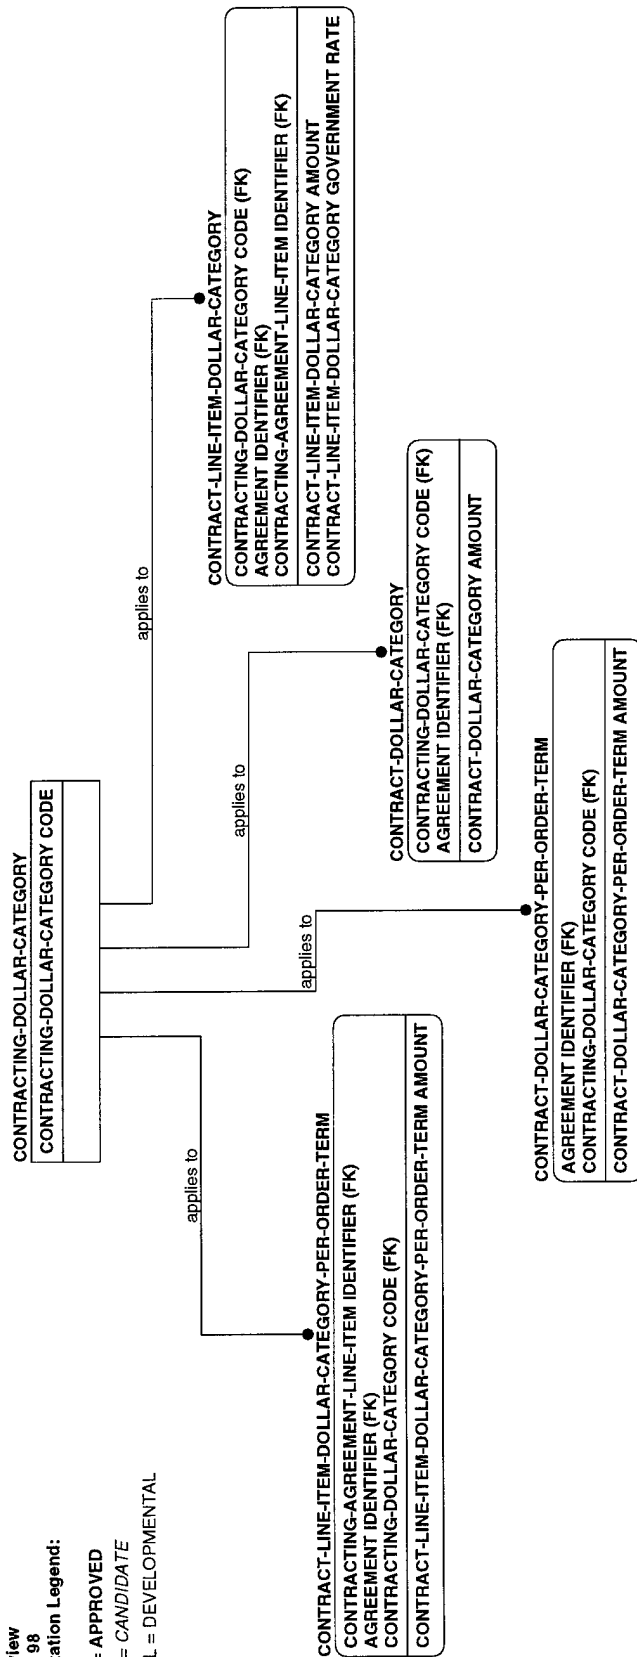 view
98
ation Legend:
= APPROVED
= CANDIDATE
L = DEVELOPMENTAL
CONTRACTING-DOLLAR-CATEGORY
CONTRACTING-DOLLAR-CATEGORY CODE
applies to
applies to
applies to
applies to
CONTRACT-LINE-ITEM-DOLLAR-CATEGORY-PER-ORDER-TERM
CONTRACTING-AGREEMENT-LINE-ITEM IDENTIFIER (FK)
AGREEMENT IDENTIFIER (FK)
CONTRACTING-DOLLAR-CATEGORY CODE (FK)
CONTRACT-LINE-ITEM-DOLLAR-CATEGORY-PER-ORDER-TERM AMOUNT
CONTRACT-DOLLAR-CATEGORY-PER-ORDER-TERM
AGREEMENT IDENTIFIER (FK)
CONTRACTING-DOLLAR-CATEGORY CODE (FK)
CONTRACT-DOLLAR-CATEGORY-PER-ORDER-TERM AMOUNT
CONTRACT-DOLLAR-CATEGORY
CONTRACTING-DOLLAR-CATEGORY CODE (FK)
AGREEMENT IDENTIFIER (FK)
CONTRACT-DOLLAR-CATEGORY AMOUNT
CONTRACT-LINE-ITEM-DOLLAR-CATEGORY
CONTRACTING-DOLLAR-CATEGORY CODE (FK)
AGREEMENT IDENTIFIER (FK)
CONTRACTING-AGREEMENT-LINE-ITEM IDENTIFIER (FK)
CONTRACT-LINE-ITEM-DOLLAR-CATEGORY AMOUNT
CONTRACT-LINE-ITEM-DOLLAR-CATEGORY GOVERNMENT RATE